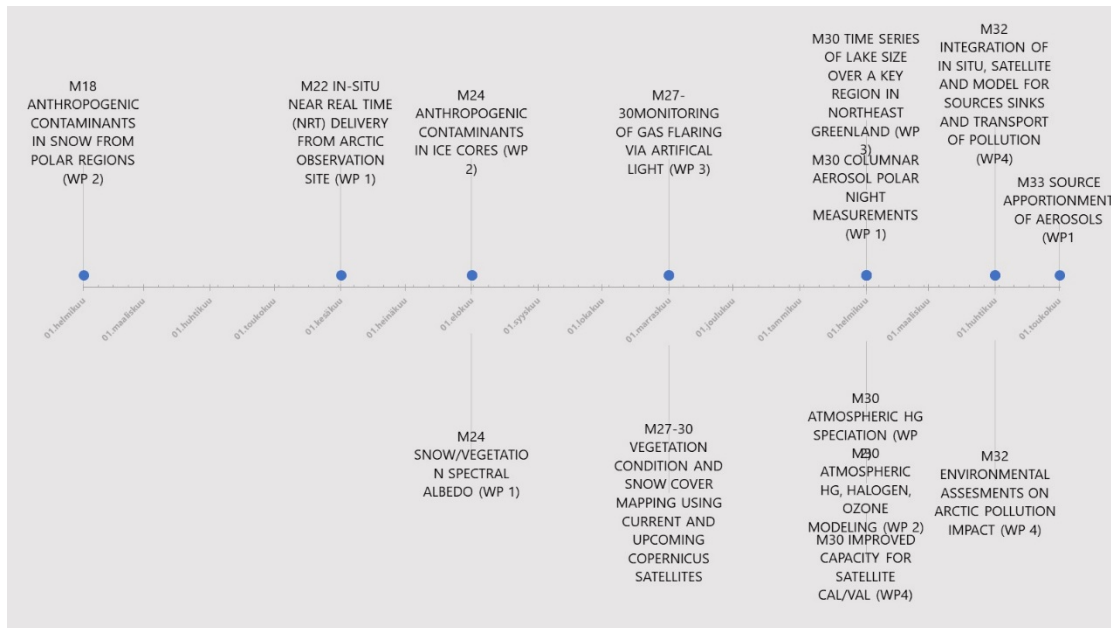 M18
ANTHROPOGENIC
CONTAMINANTS
IN SNOW FROM
POLAR REGIONS
(WP 2)
M22 IN-SITU
NEAR REAL TIME
(NRT) DELIVERY
FROM ARCTIC
OBSERVATION
SITE (WP 1)
M24
ANTHROPOGENIC
CONTAMINANTS
IN ICE CORES (WP
2)
M27-
30MONITORING
OF GAS FLARING
VIA ARTIFICAL
LIGHT (WP 3)
M30 TIME SERIES
OF LAKE SIZE
OVER A KEY
REGION IN
NORTHEAST
GREENLAND (WP
3)
M30 COLUMNAR
AEROSOL POLAR
NIGHT
MEASUREMENTS
(WP 1)
M32
INTEGRATION OF
IN SITU, SATELLITE
AND MODEL FOR
SOURCES SINKS
AND TRANSPORT
OF POLLUTION
(WP4)
M33 SOURCE
APPORTIONMENT
OF AEROSOLS
(WP1
01.helmikuu
01.maaliskuu
01.huhtikuu
01.toukokuu
01.kesäkuu
01.heinäkuu
01.elokuu
01.syyskuu
01.lokakuu
01.marraskuu
01.joulukuu
01.tammikuu
01.helmikuu
01.maaliskuu
01.huhtikuu
01.toukokuu
M24
SNOW/VEGETATIO
N SPECTRAL
ALBEDO (WP 1)
M27-30
VEGETATION
CONDITION AND
SNOW COVER
MAPPING USING
CURRENT AND
UPCOMING
COPERNICUS
SATELLITES
M30
ATMOSPHERIC HG
SPECIATION (WP
2)
M30
ATMOSPHERIC
HG, HALOGEN,
OZONE
MODELING (WP 2)
M30 IMPROVED
CAPACITY FOR
SATELLITE
CAL/VAL (WP4)
M32
ENVIRONMENTAL
ASSESMENTS ON
ARCTIC POLLUTION
IMPACT (WP 4)